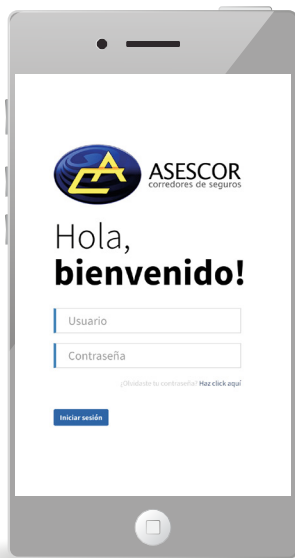 ASESCOR
corredores de seguros
Hola,
bienvenido!
Usuario
Contraseña
¿Olvidaste tu contraseña? Haz click aquí
Iniciar sesión